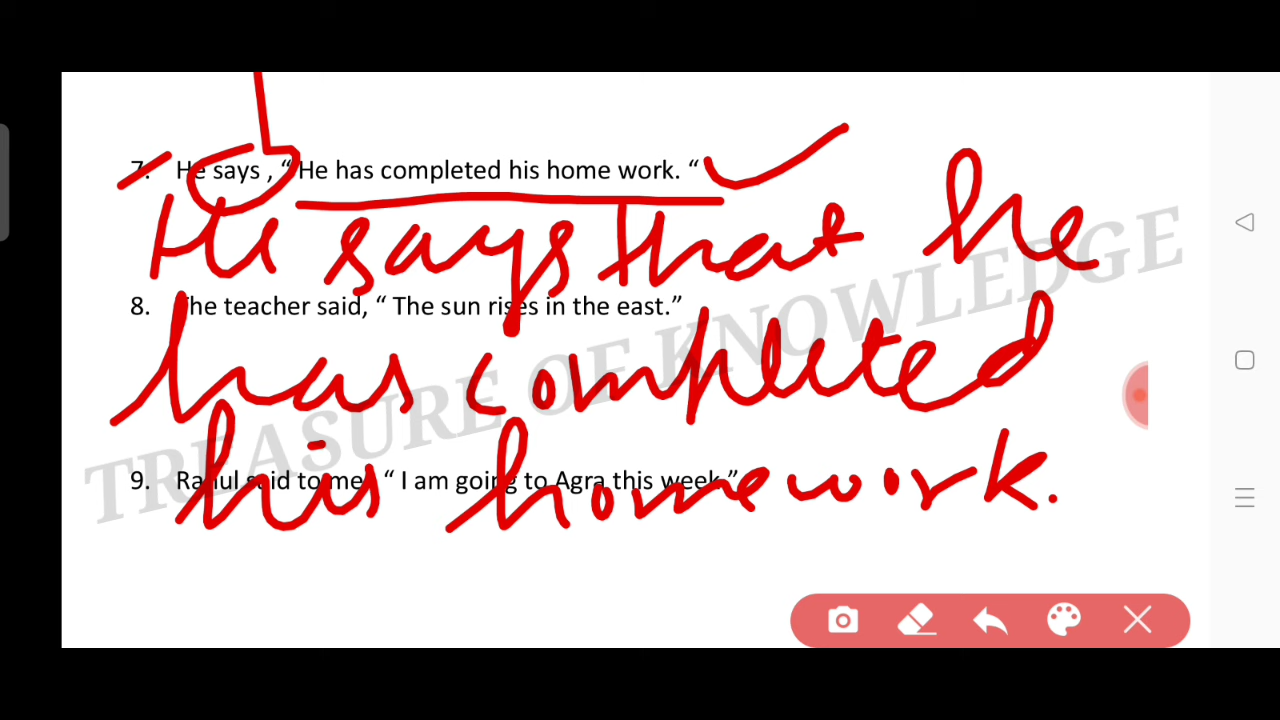 7. He says , “ He has completed his home work. “
He says that he
8. The teacher said, “ The sun rises in the east.”
has completed
TREASURE OF KNOWLEDGE
his homework.
9. Rahul said to me, “ I am going to Agra this week.”